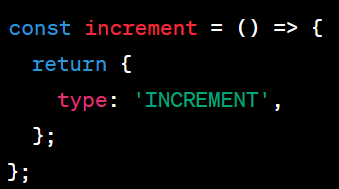 const increment = () => {
  return {
    type: 'INCREMENT',
  };
};